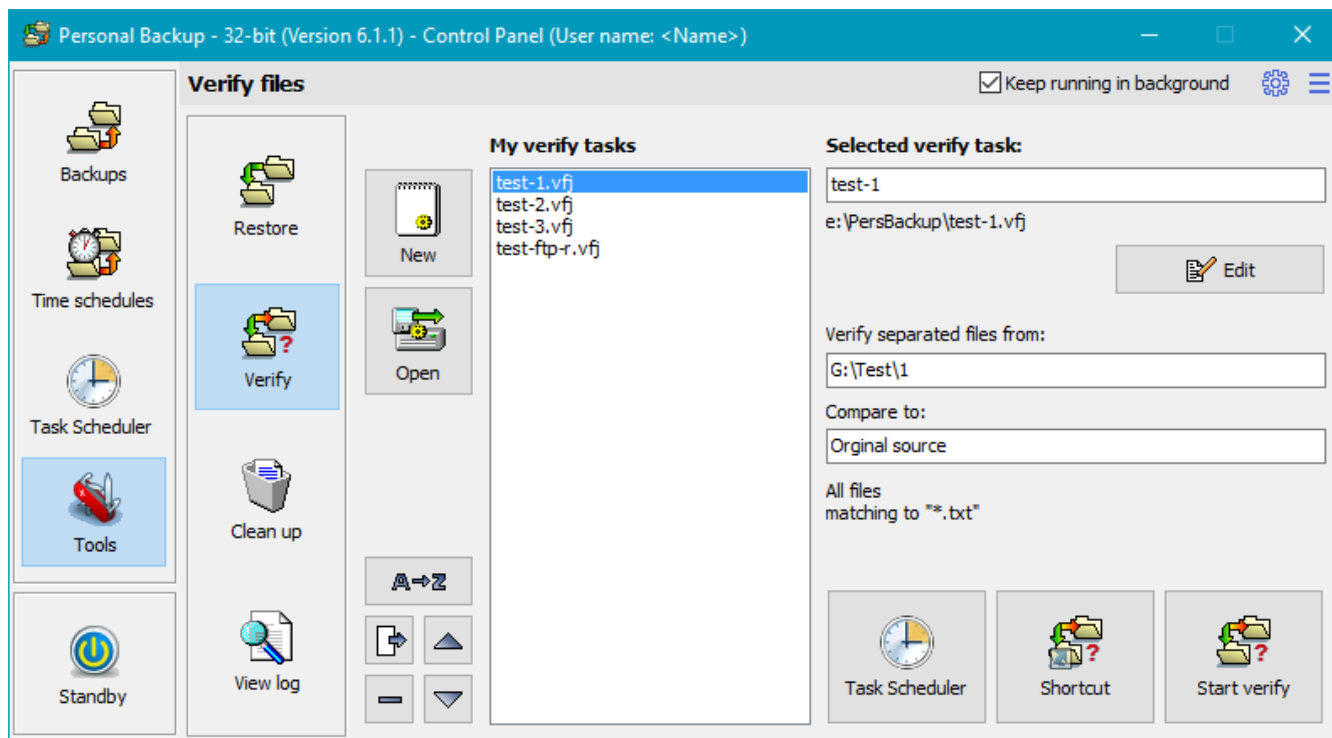 Personal Backup - 32-bit (Version 6.1.1) - Control Panel (User name: <Name>)
Verify files
Keep running in background
Backups
Time schedules
Task Scheduler
Tools
Standby
Restore
Verify
Clean up
View log
New
Open
A⇒Z
My verify tasks
test-1.vfj
test-2.vfj
test-3.vfj
test-ftp-r.vfj
Selected verify task:
test-1
e:\PersBackup\test-1.vfj
Edit
Verify separated files from:
G:\Test\1
Compare to:
Orginal source
All files
matching to "*.txt"
Task Scheduler
Shortcut
Start verify